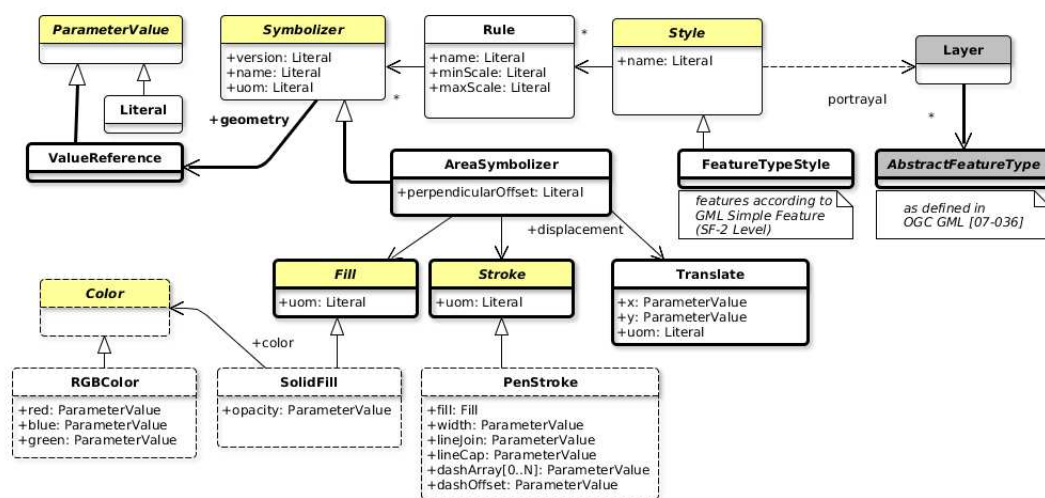 ParameterValue
Symbolizer
+version: Literal
+name: Literal
+uom: Literal
Rule
+name: Literal
+minScale: Literal
+maxScale: Literal
*
*
Style
+name: Literal
Layer
portrayal
*
Literal
+geometry
ValueReference
AreaSymbolizer
+perpendicularOffset: Literal
FeatureTypeStyle
features according to
GML Simple Feature
(SF-2 Level)
AbstractFeatureType
as defined in
OGC GML [07-036]
+displacement
Fill
+uom: Literal
Stroke
+uom: Literal
Translate
+x: ParameterValue
+y: ParameterValue
+uom: Literal
Color
+color
RGBColor
+red: ParameterValue
+blue: ParameterValue
+green: ParameterValue
SolidFill
+opacity: ParameterValue
PenStroke
+fill: Fill
+width: ParameterValue
+lineJoin: ParameterValue
+lineCap: ParameterValue
+dashArray[0..N]: ParameterValue
+dashOffset: ParameterValue